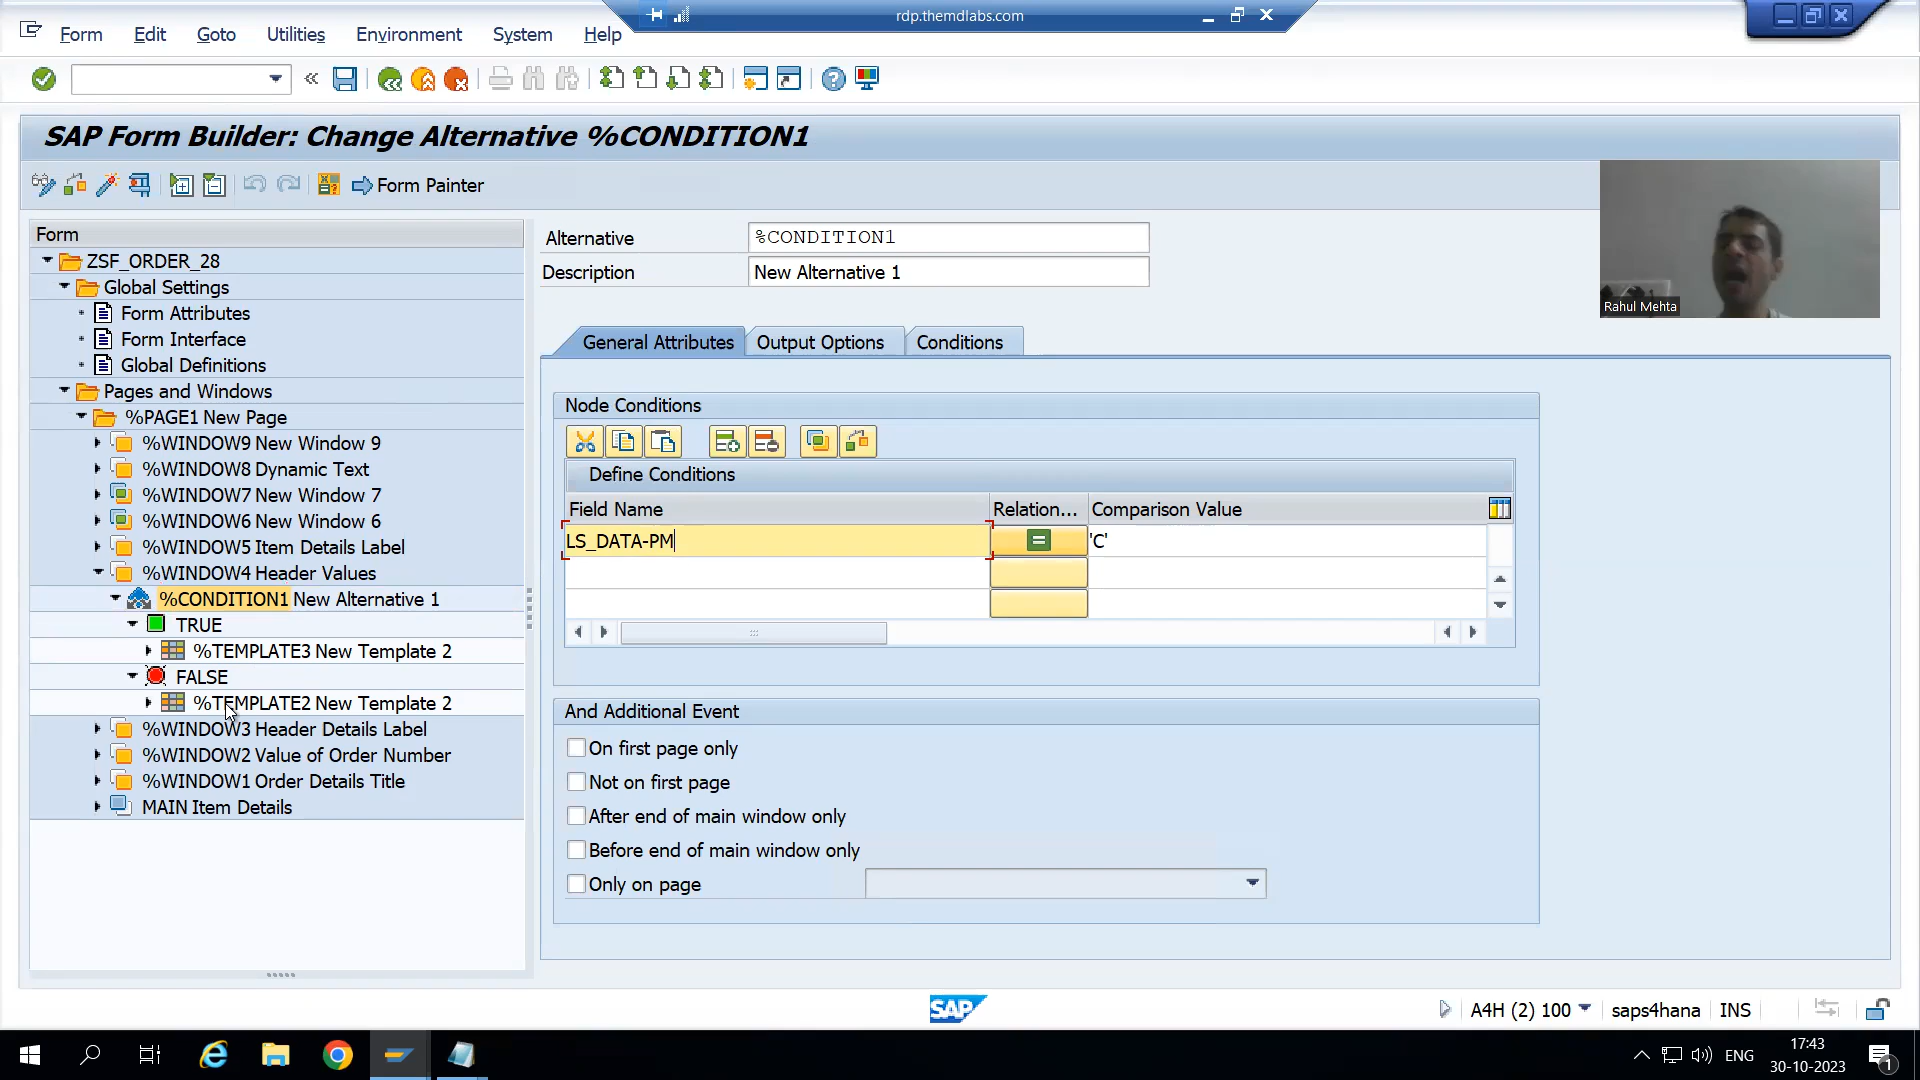 rdp.themdlabs.com
Form Edit Goto Utilities Environment System Help
SAP Form Builder: Change Alternative %CONDITION1
Form Painter
Form
ZSF_ORDER_28
Global Settings
Form Attributes
Form Interface
Global Definitions
Pages and Windows
%PAGE1 New Page
%WINDOW9 New Window 9
%WINDOW8 Dynamic Text
%WINDOW7 New Window 7
%WINDOW6 New Window 6
%WINDOW5 Item Details Label
%WINDOW4 Header Values
%CONDITION1 New Alternative 1
TRUE
%TEMPLATE3 New Template 2
FALSE
%TEMPLATE2 New Template 2
%WINDOW3 Header Details Label
%WINDOW2 Value of Order Number
%WINDOW1 Order Details Title
MAIN Item Details
Alternative %CONDITION1
Description New Alternative 1
General Attributes Output Options Conditions
Node Conditions
Define Conditions
Field Name Relation... Comparison Value
LS_DATA-PM = 'C'
And Additional Event
On first page only
Not on first page
After end of main window only
Before end of main window only
Only on page
Rahul Mehta
SAP
A4H (2) 100 saps4hana INS
ENG
17:43
30-10-2023
1